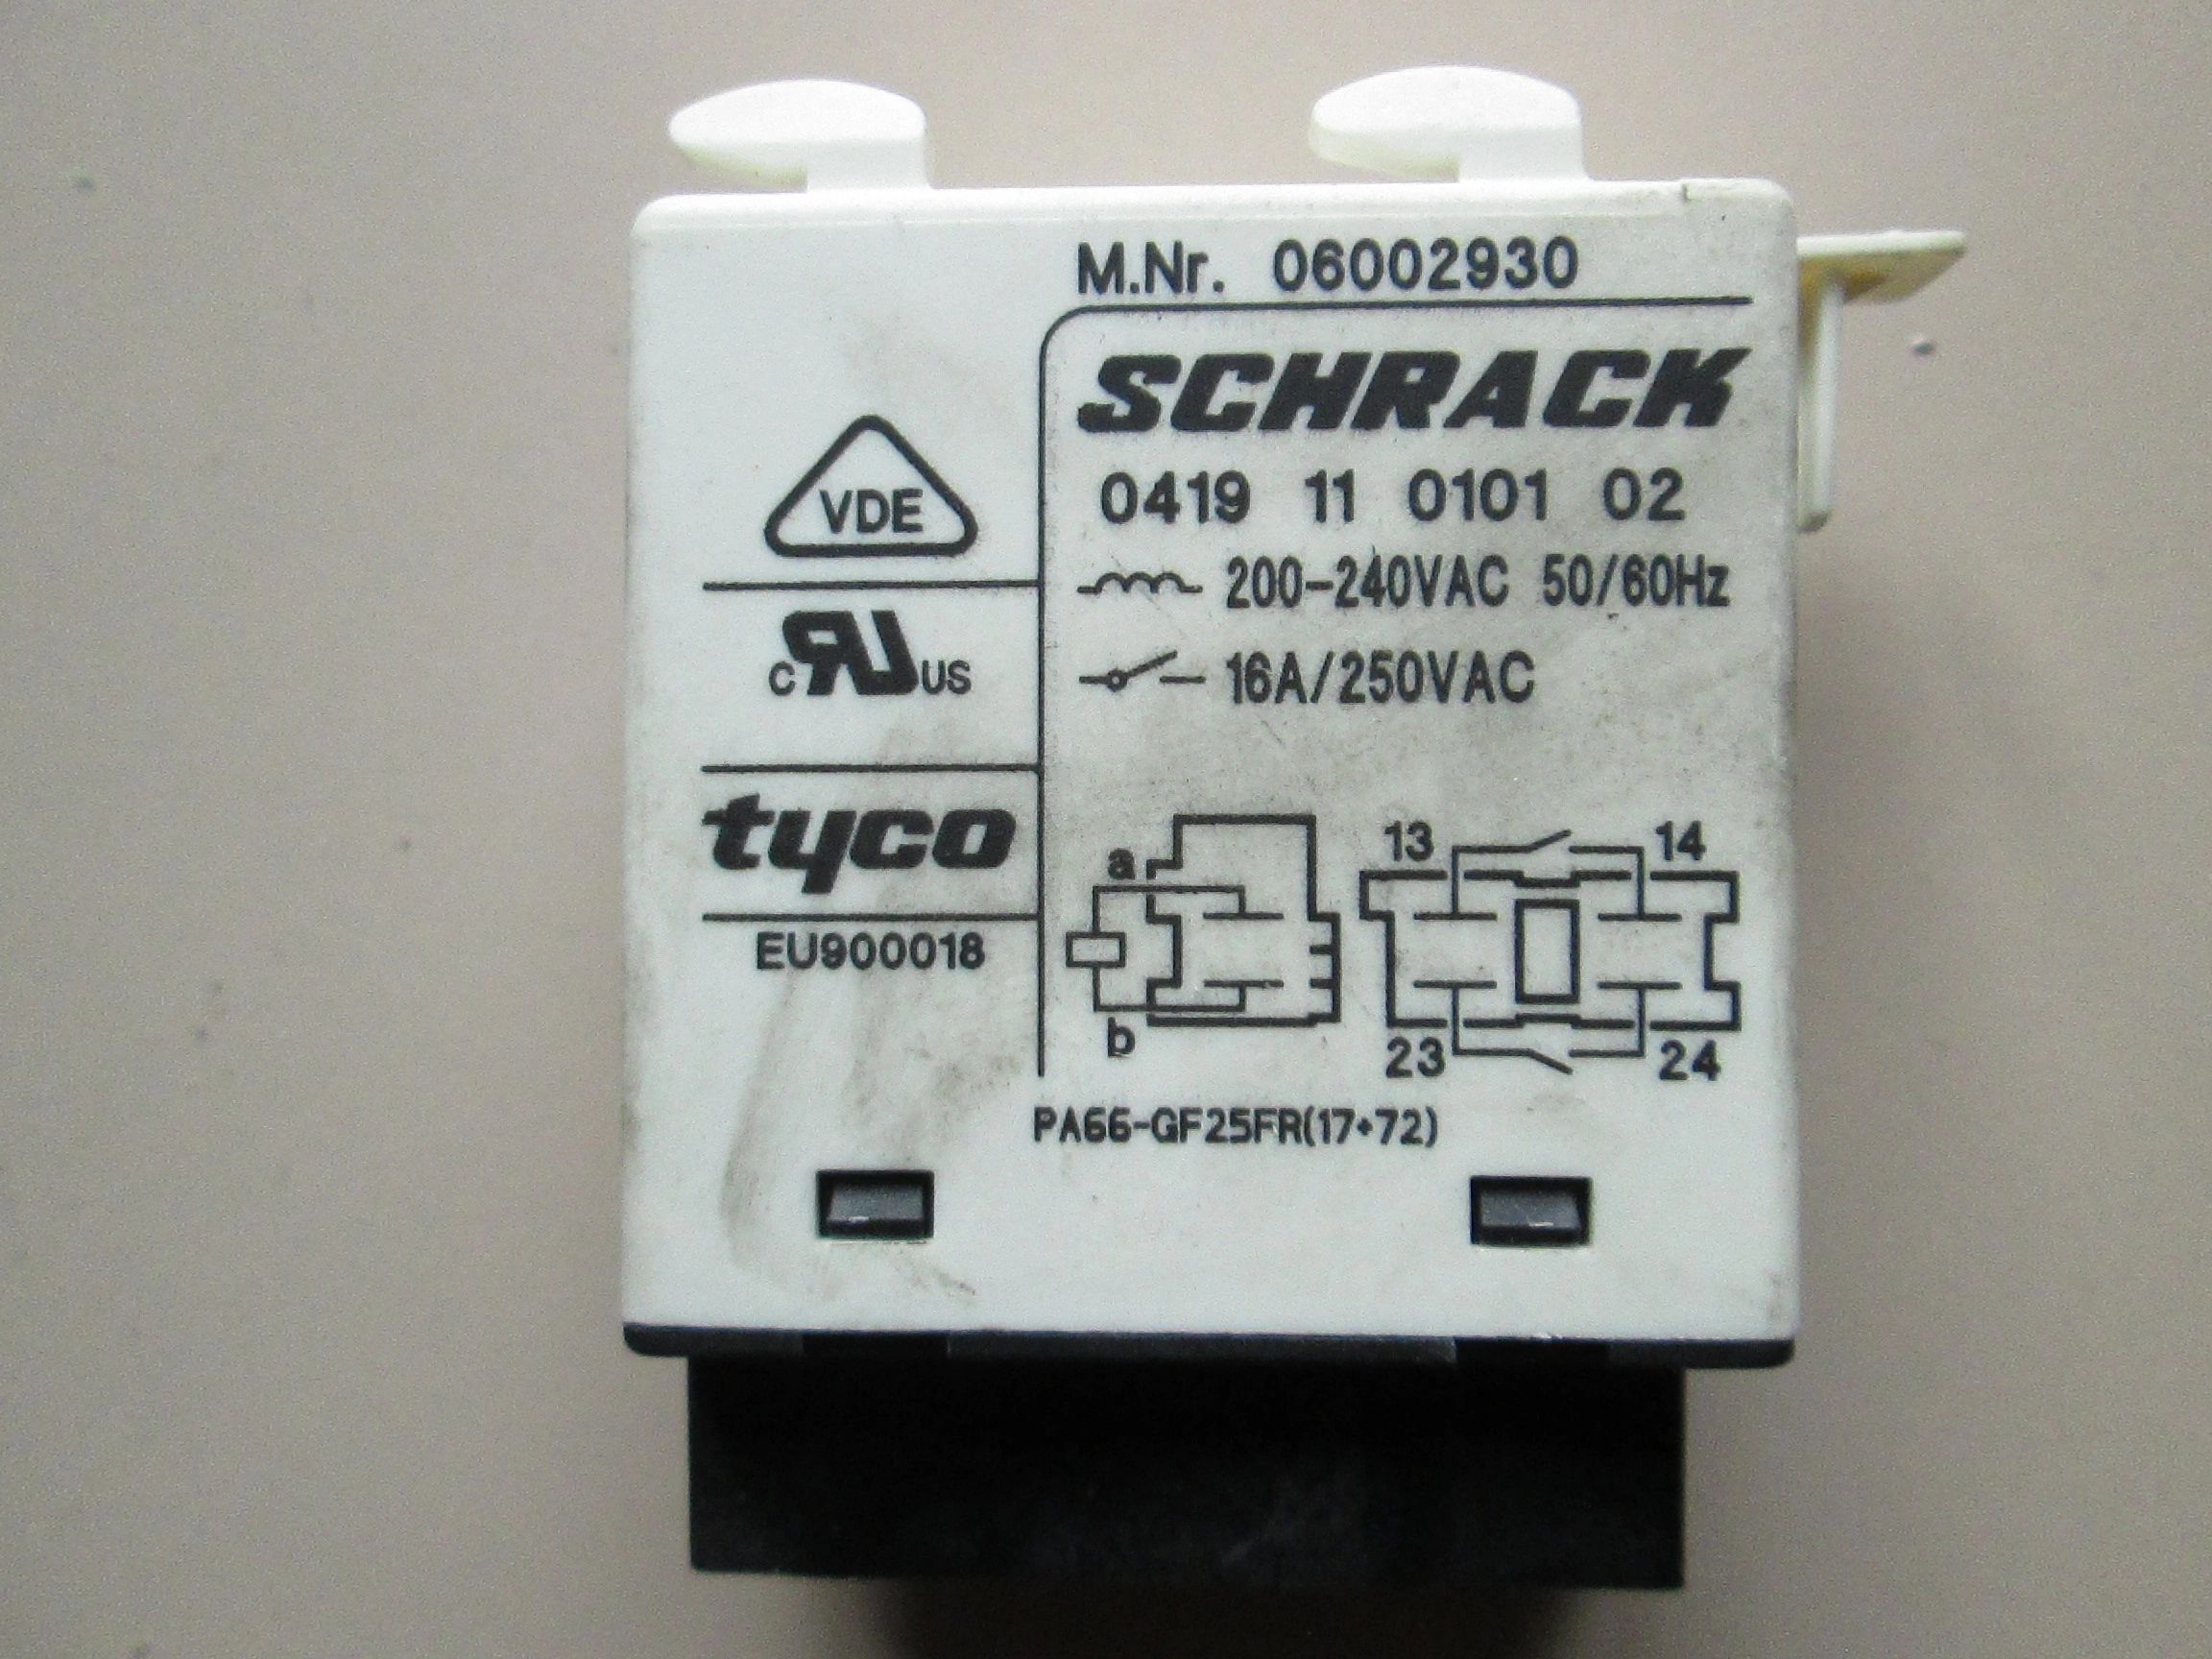 M.Nr. 06002930
SCHRACK
0419 11 0101 02
200-240VAC 50/60Hz
16A/250VAC
VDE
c RU US
tyco
EU900018
a
b
13 14
23 24
PA66-GF25FR(17+72)